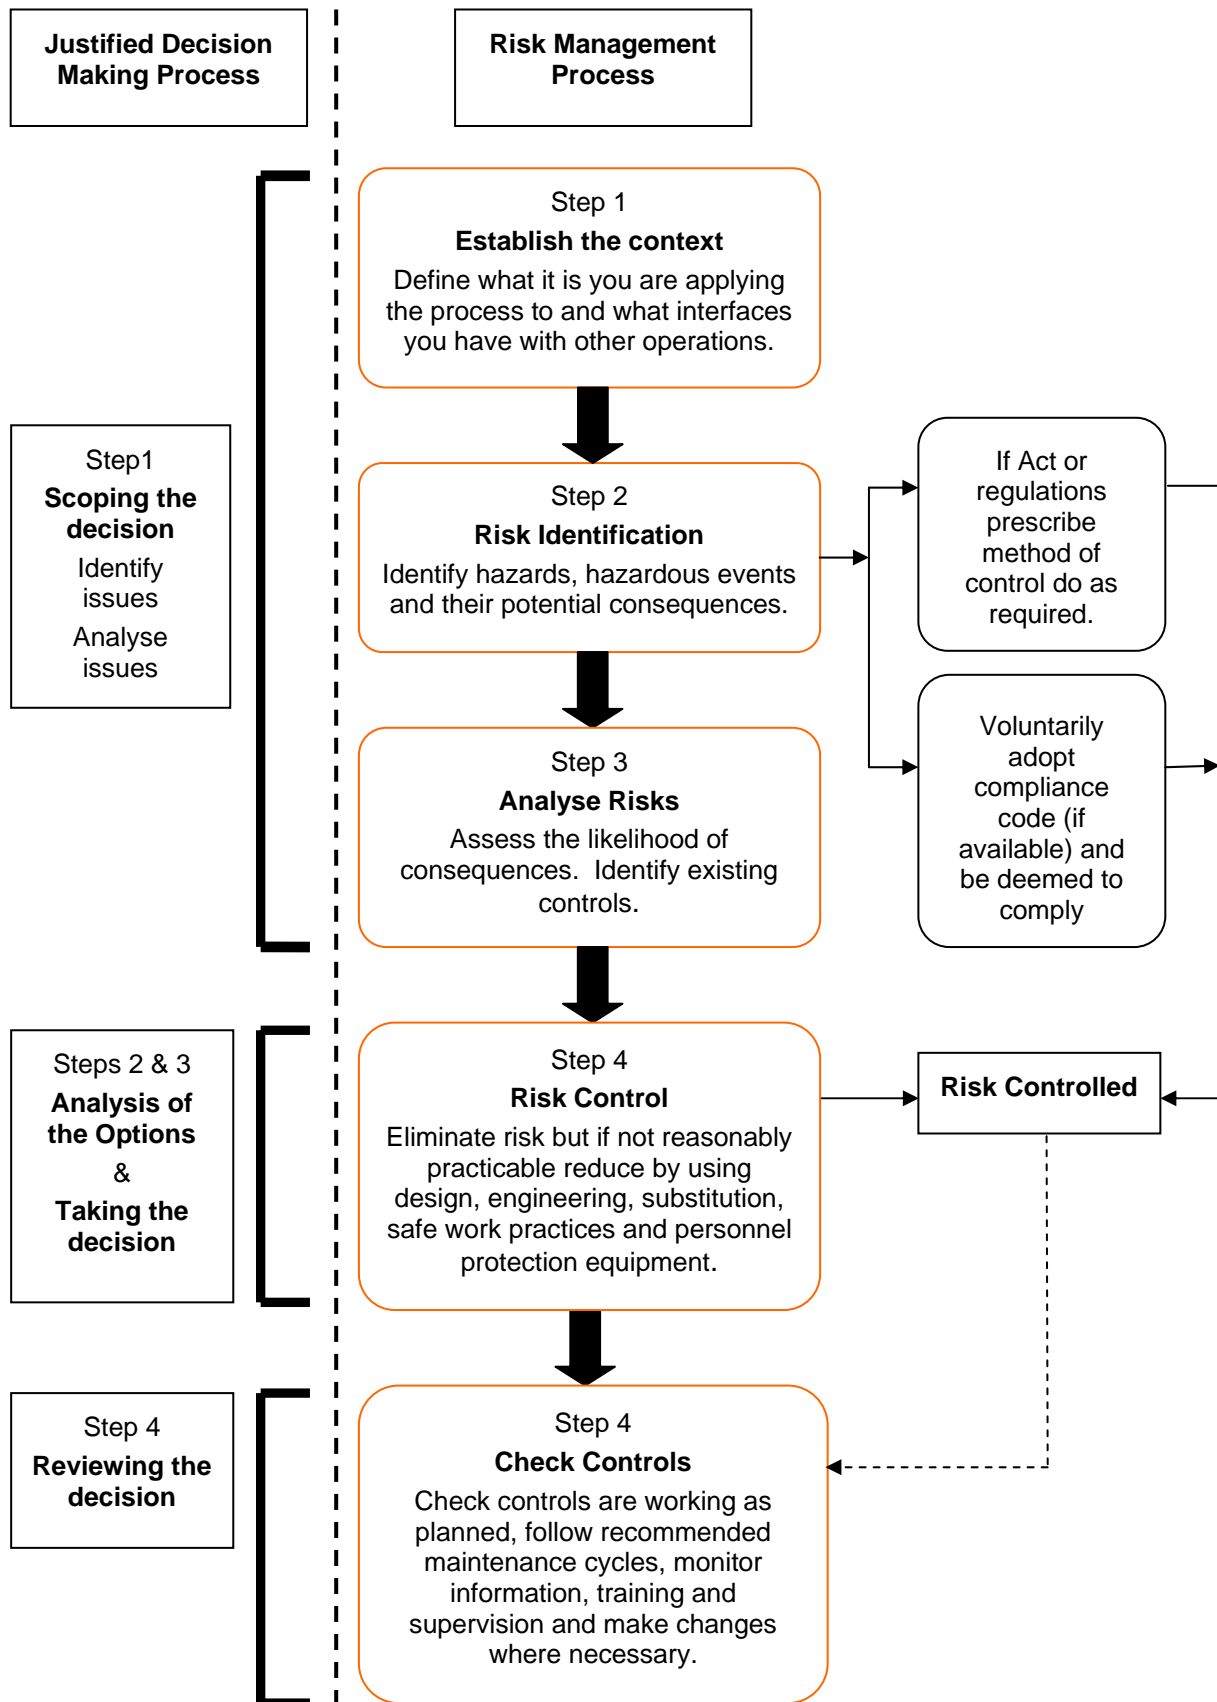 Justified Decision
Making Process
Risk Management
Process
Step 1
Establish the context
Define what it is you are applying
the process to and what interfaces
you have with other operations.
Step1
Scoping the
decision
Identify
issues
Analyse
issues
Step 2
Risk Identification
Identify hazards, hazardous events
and their potential consequences.
If Act or
regulations
prescribe
method of
control do as
required.
Step 3
Analyse Risks
Assess the likelihood of
consequences.  Identify existing
controls.
Voluntarily
adopt
compliance
code (if
available) and
be deemed to
comply
Steps 2 & 3
Analysis of
the Options
&
Taking the
decision
Step 4
Risk Control
Eliminate risk but if not reasonably
practicable reduce by using
design, engineering, substitution,
safe work practices and personnel
protection equipment.
Risk Controlled
Step 4
Reviewing the
decision
Step 4
Check Controls
Check controls are working as
planned, follow recommended
maintenance cycles, monitor
information, training and
supervision and make changes
where necessary.